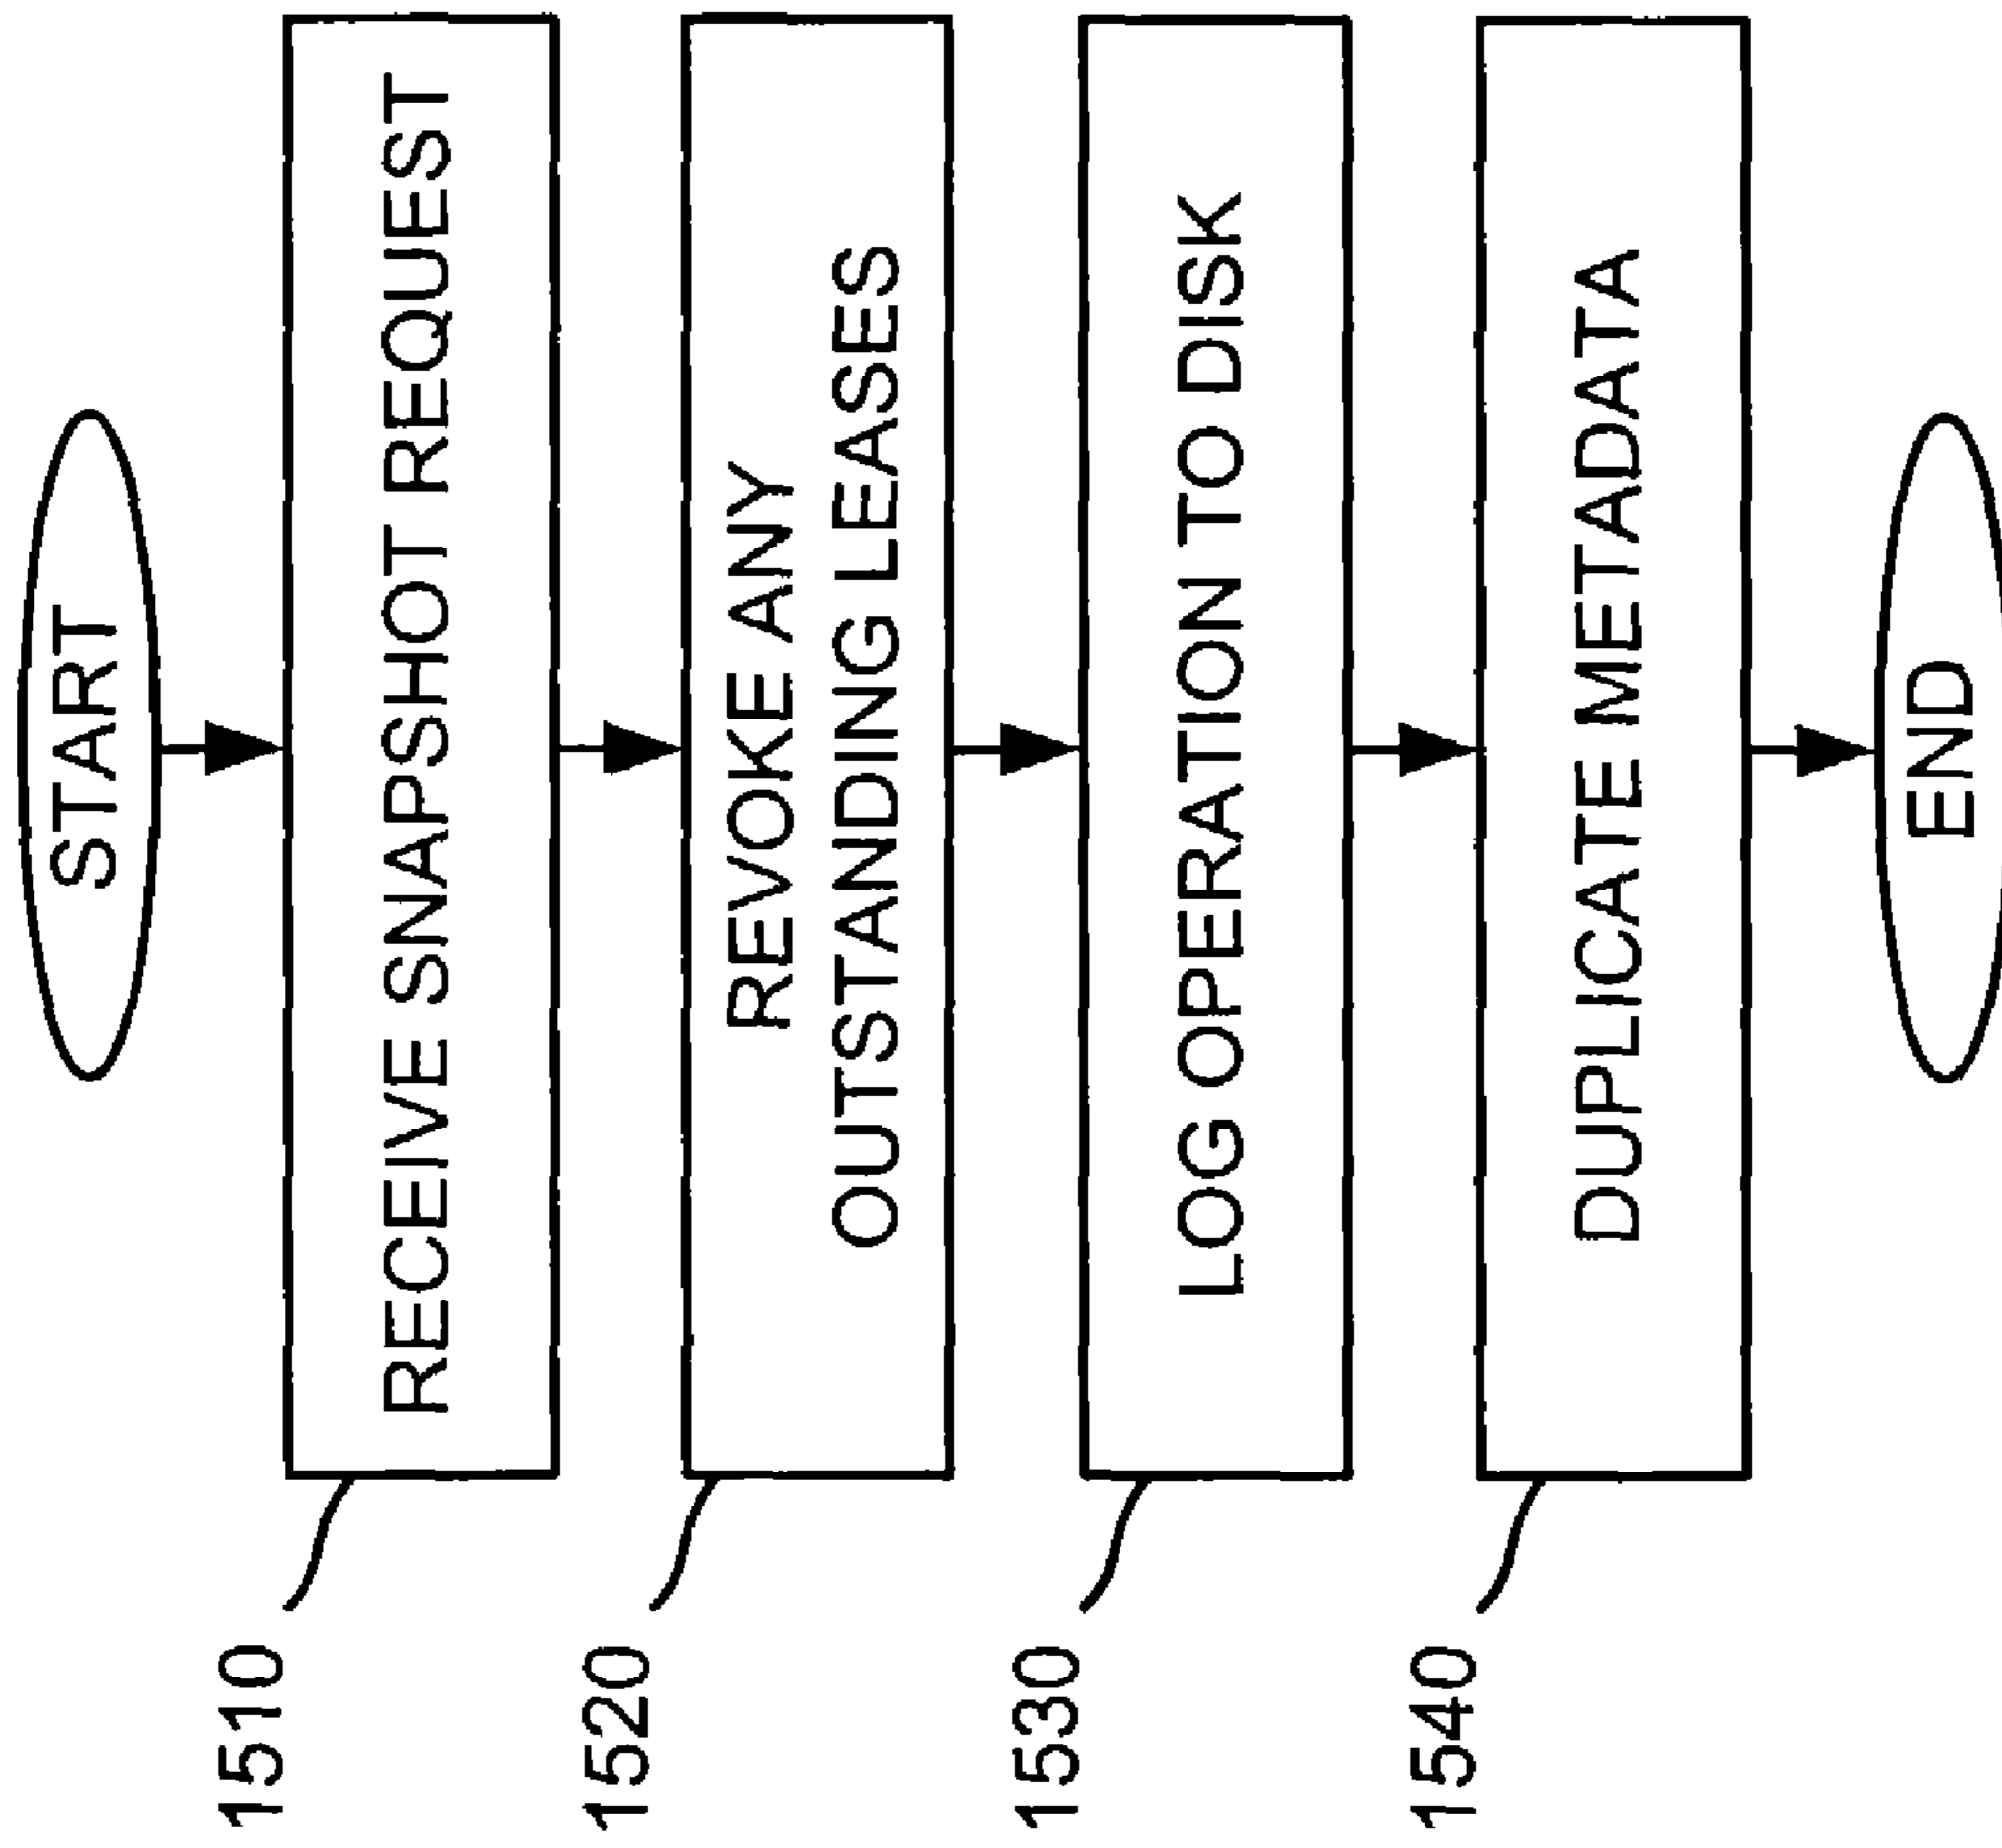 START
1510
RECEIVE SNAPSHOT REQUEST
1520
REVOKE ANY
OUTSTANDING LEASES
1530
LOG OPERATION TO DISK
1540
DUPLICATE METADATA
END